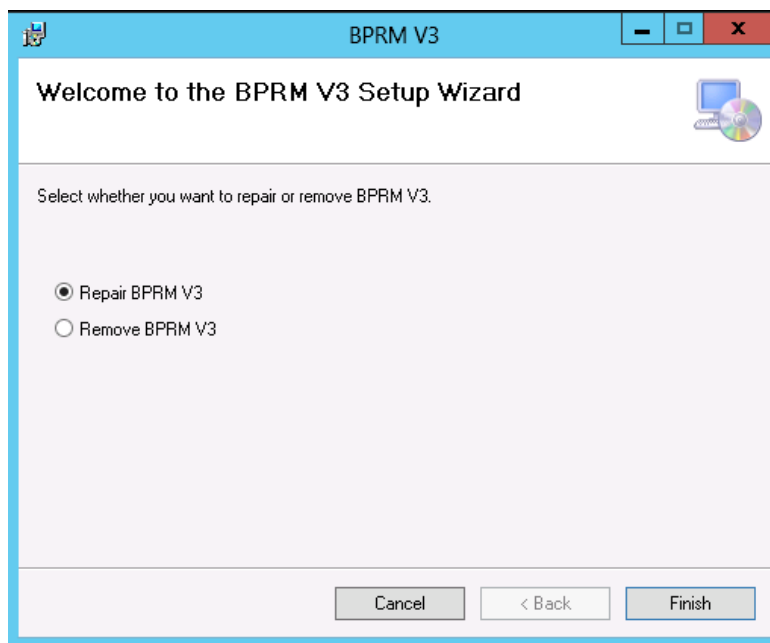 BPRM V3
Welcome to the BPRM V3 Setup Wizard
Select whether you want to repair or remove BPRM V3.
Repair BPRM V3
Remove BPRM V3
Cancel
< Back
Finish